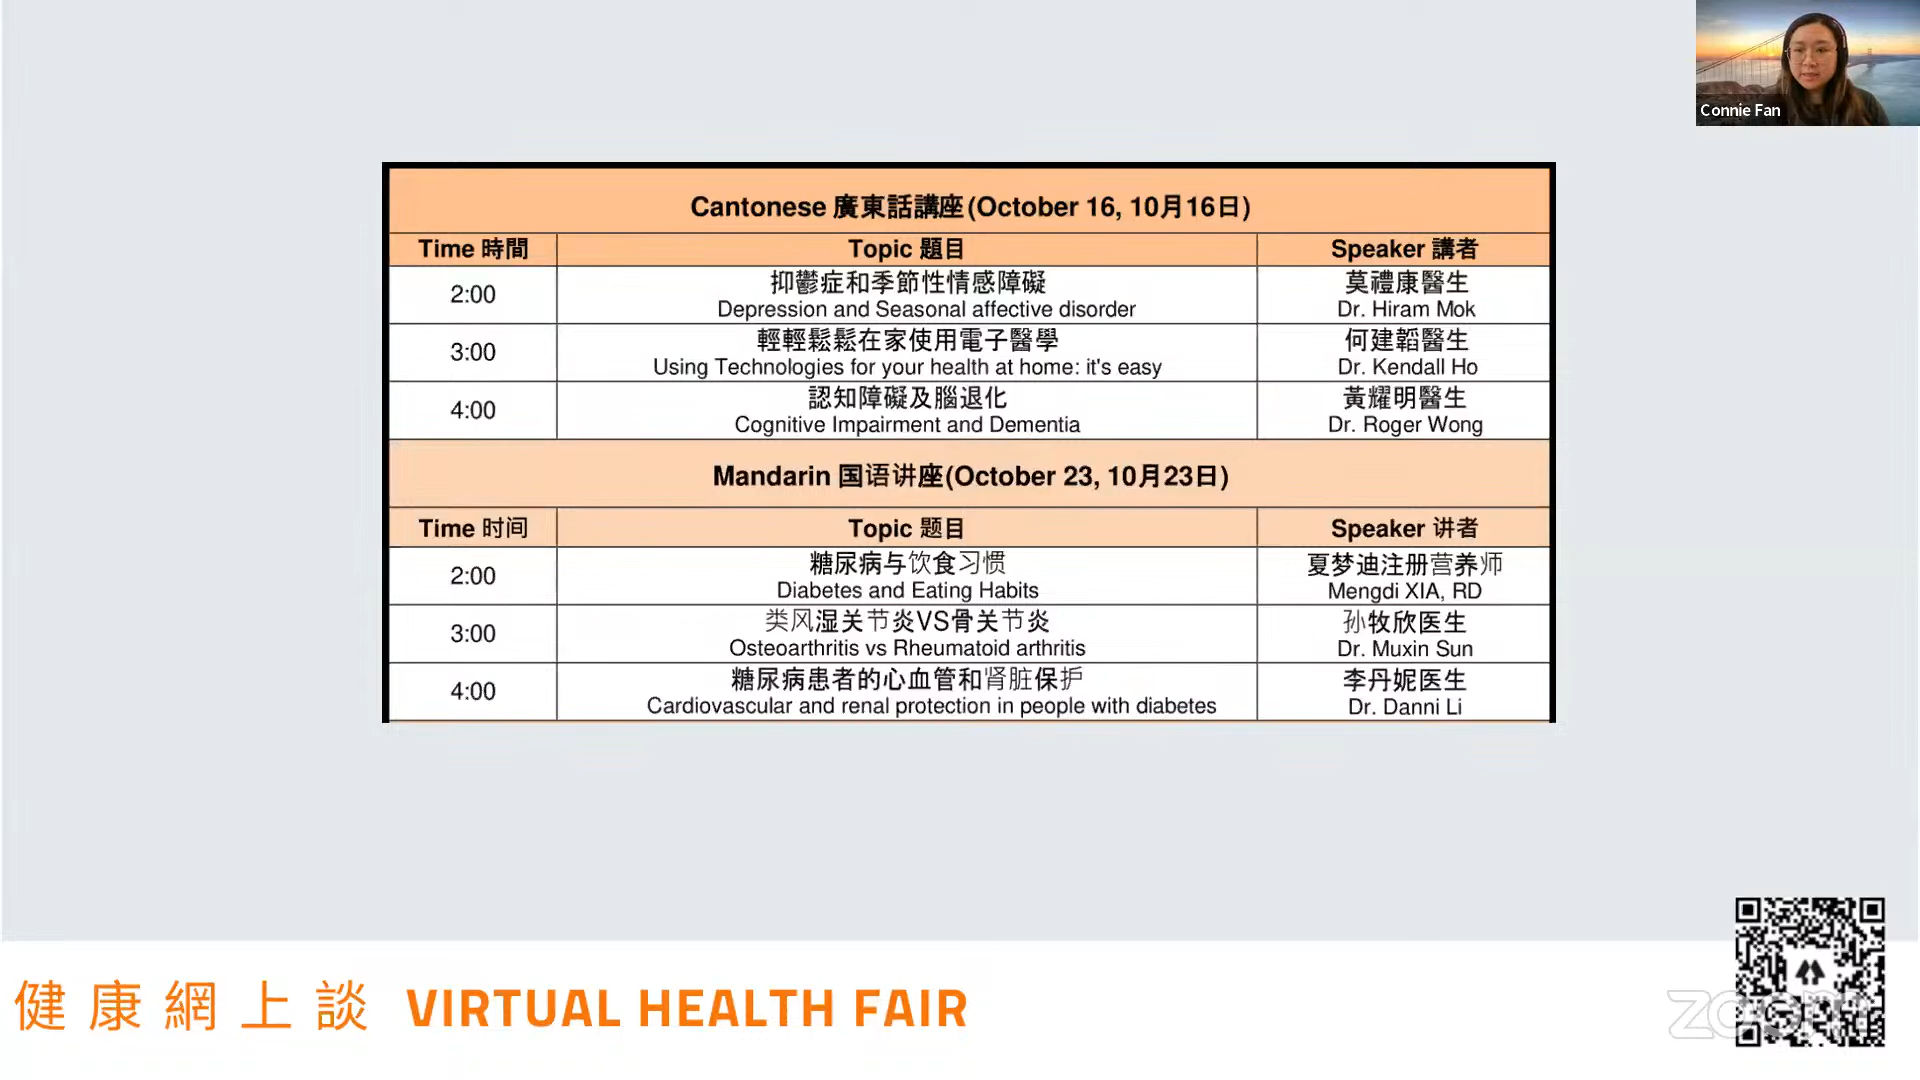 Connie Fan
Cantonese 廣東話講座(October 16, 10月16日)
Time 時間
Topic 題目
Speaker 講者
2:00
抑鬱症和季節性情感障礙
Depression and Seasonal affective disorder
莫禮康醫生
Dr. Hiram Mok
3:00
輕輕鬆鬆在家使用電子醫學
Using Technologies for your health at home: it's easy
何建韜醫生
Dr. Kendall Ho
4:00
認知障礙及腦退化
Cognitive Impairment and Dementia
黃耀明醫生
Dr. Roger Wong
Mandarin 国语讲座(October 23, 10月23日)
Time 时间
Topic 题目
Speaker 讲者
2:00
糖尿病与饮食习惯
Diabetes and Eating Habits
夏梦迪注册营养师
Mengdi XIA, RD
3:00
类风湿关节炎VS骨关节炎
Osteoarthritis vs Rheumatoid arthritis
孙牧欣医生
Dr. Muxin Sun
4:00
糖尿病患者的心血管和肾脏保护
Cardiovascular and renal protection in people with diabetes
李丹妮医生
Dr. Danni Li
健康網上談 VIRTUAL HEALTH FAIR
zoom